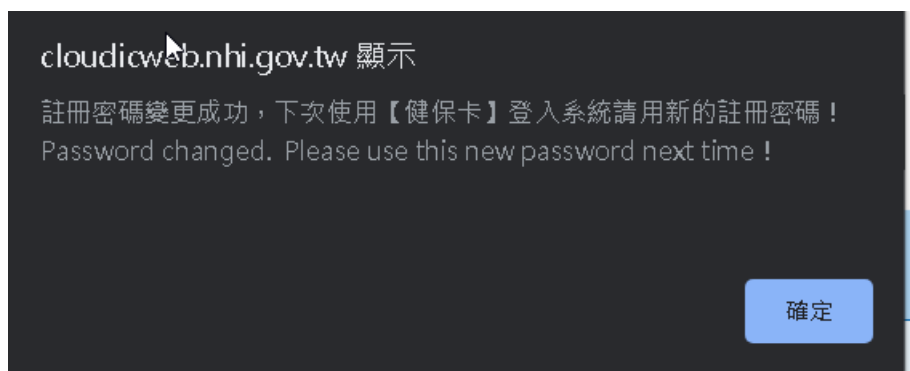 cloudicweb.nhi.gov.tw 顯示
註冊密碼變更成功，下次使用【健保卡】登入系統請用新的註冊密碼！
Password changed. Please use this new password next time！
確定